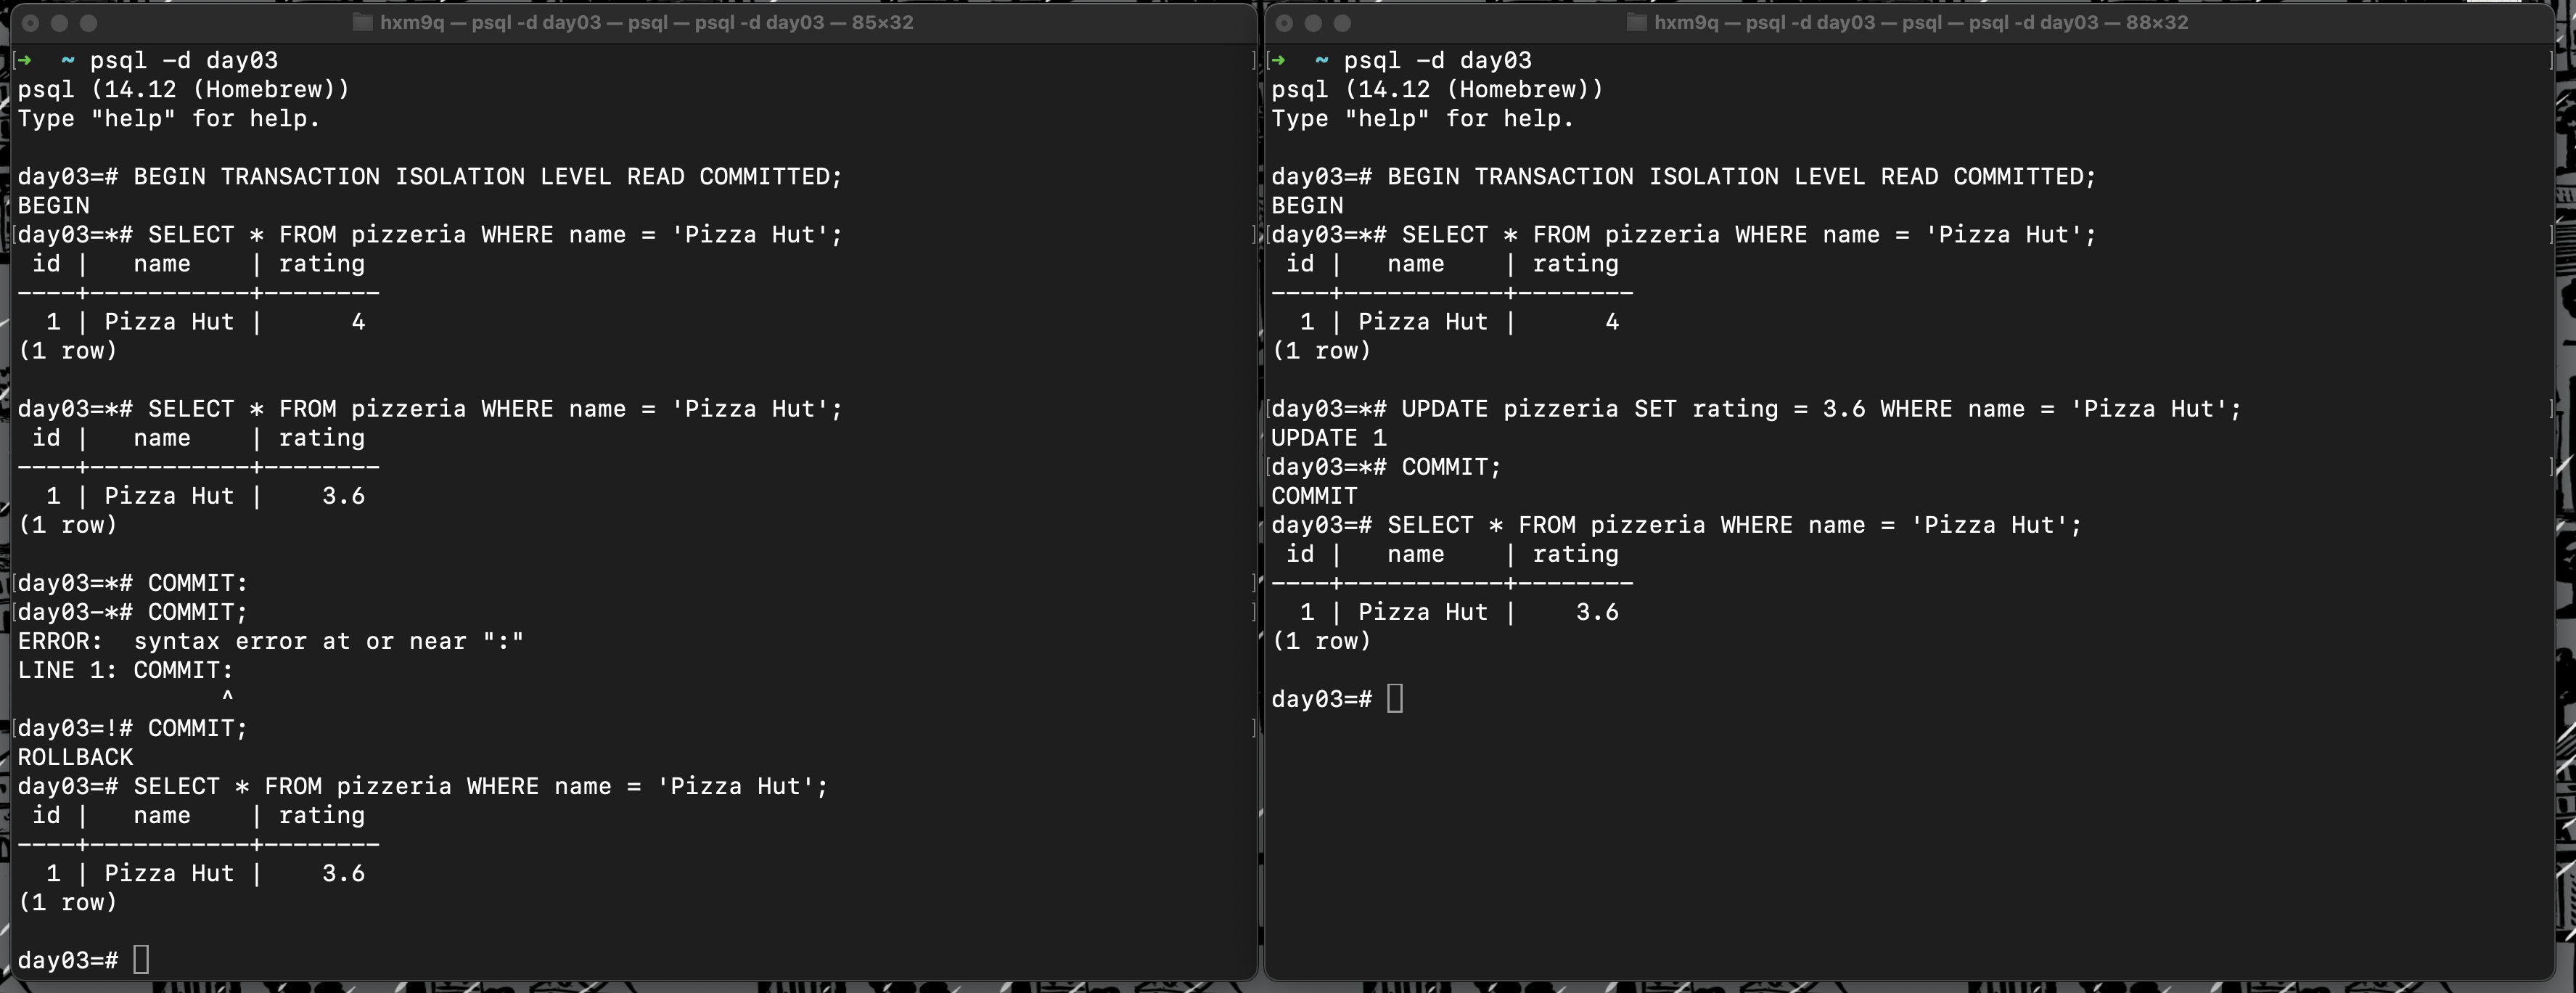 hxm9q — psql -d day03 — psql — psql -d day03 — 85×32
[➜  ~ psql -d day03
psql (14.12 (Homebrew))
Type "help" for help.

day03=# BEGIN TRANSACTION ISOLATION LEVEL READ COMMITTED;
BEGIN
[day03=*# SELECT * FROM pizzeria WHERE name = 'Pizza Hut';
 id |   name    | rating
----+-----------+--------
  1 | Pizza Hut |      4
(1 row)

day03=*# SELECT * FROM pizzeria WHERE name = 'Pizza Hut';
 id |   name    | rating
----+-----------+--------
  1 | Pizza Hut |    3.6
(1 row)

[day03=*# COMMIT:
[day03-*# COMMIT;
ERROR:  syntax error at or near ":"
LINE 1: COMMIT:
              ^
[day03=!# COMMIT;
ROLLBACK
day03=# SELECT * FROM pizzeria WHERE name = 'Pizza Hut';
 id |   name    | rating
----+-----------+--------
  1 | Pizza Hut |    3.6
(1 row)

day03=#
hxm9q — psql -d day03 — psql — psql -d day03 — 88×32
[➜  ~ psql -d day03
psql (14.12 (Homebrew))
Type "help" for help.

day03=# BEGIN TRANSACTION ISOLATION LEVEL READ COMMITTED;
BEGIN
[day03=*# SELECT * FROM pizzeria WHERE name = 'Pizza Hut';
 id |   name    | rating
----+-----------+--------
  1 | Pizza Hut |      4
(1 row)

[day03=*# UPDATE pizzeria SET rating = 3.6 WHERE name = 'Pizza Hut';
UPDATE 1
[day03=*# COMMIT;
COMMIT
day03=# SELECT * FROM pizzeria WHERE name = 'Pizza Hut';
 id |   name    | rating
----+-----------+--------
  1 | Pizza Hut |    3.6
(1 row)

day03=#